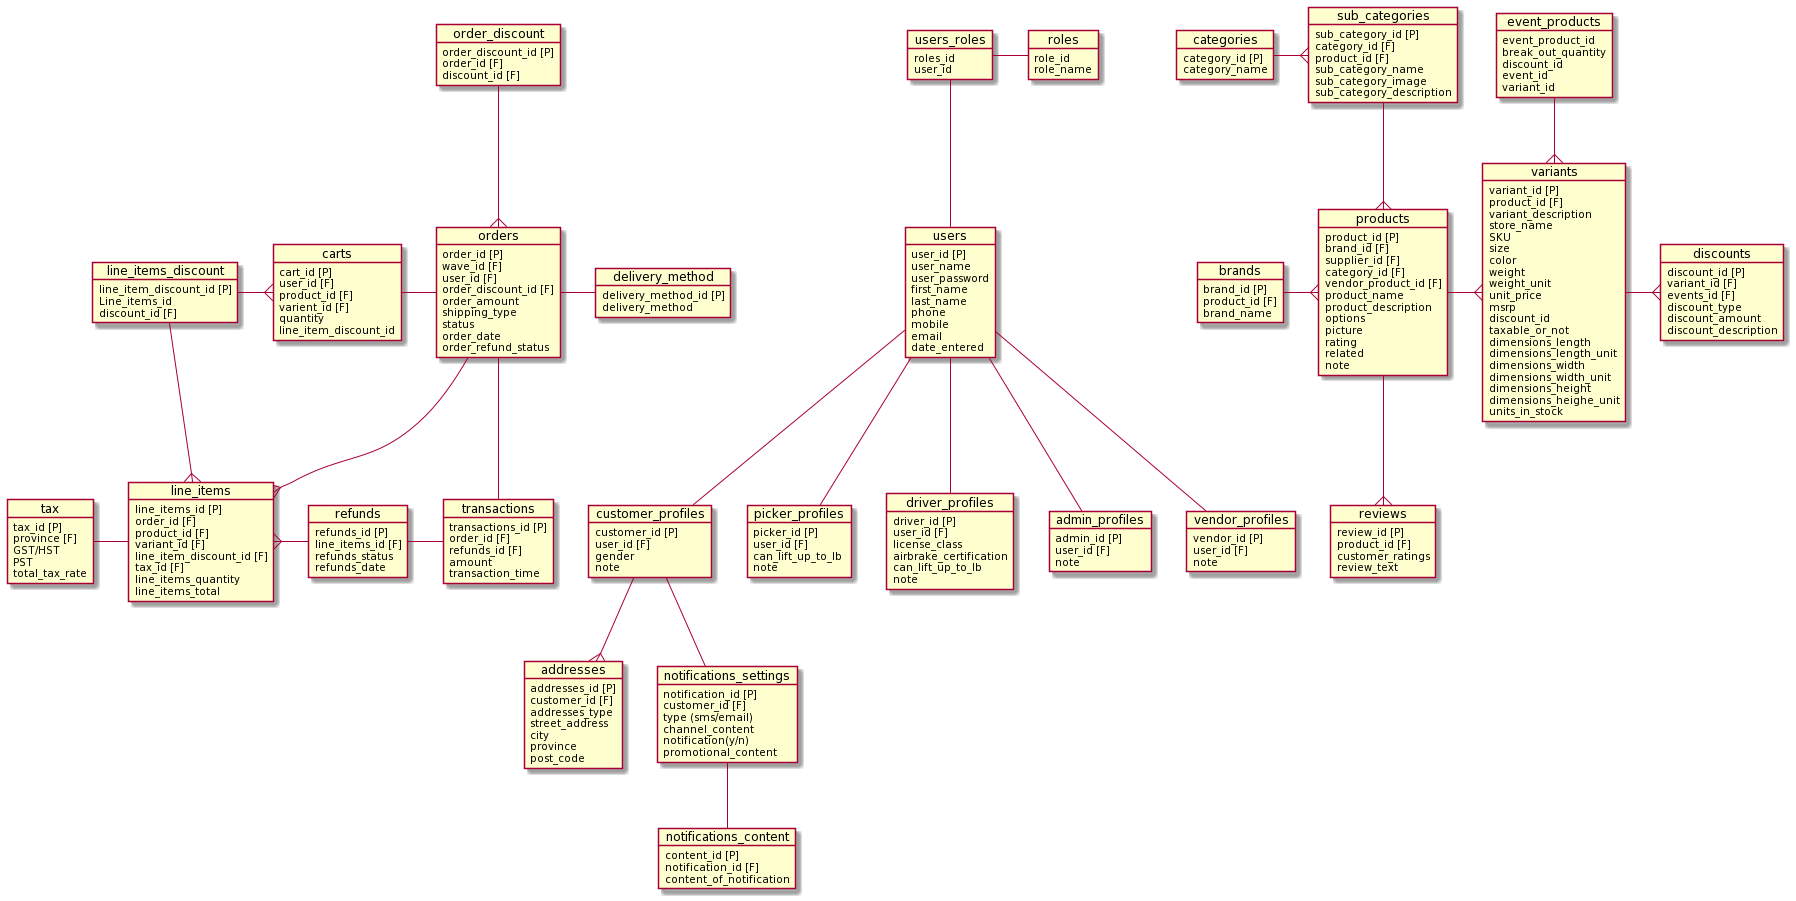 order_discount
order_discount_id [P]
order_id [F]
discount_id [F]
users_roles
roles_id
user_id
roles
role_id
role_name
categories
category_id [P]
category_name
sub_categories
sub_category_id [P]
category_id [F]
product_id [F]
sub_category_name
sub_category_image
sub_category_description
event_products
event_product_id
break_out_quantity
discount_id
event_id
variant_id
line_items_discount
line_item_discount_id [P]
Line_items_id
discount_id [F]
carts
cart_id [P]
user_id [F]
product_id [F]
varient_id [F]
quantity
line_item_discount_id
orders
order_id [P]
wave_id [F]
user_id [F]
order_discount_id [F]
order_amount
shipping_type
status
order_date
order_refund_status
delivery_method
delivery_method_id [P]
delivery_method
users
user_id [P]
user_name
user_password
first_name
last_name
phone
mobile
email
date_entered
brands
brand_id [P]
product_id [F]
brand_name
products
product_id [P]
brand_id [F]
supplier_id [F]
category_id [F]
vendor_product_id [F]
product_name
product_description
options
picture
rating
related
note
variants
variant_id [P]
product_id [F]
variant_description
store_name
SKU
size
color
weight
weight_unit
unit_price
msrp
discount_id
taxable_or_not
dimensions_length
dimensions_length_unit
dimensions_width
dimensions_width_unit
dimensions_height
dimensions_heighe_unit
units_in_stock
discounts
discount_id [P]
variant_id [F]
events_id [F]
discount_type
discount_amount
discount_description
tax
tax_id [P]
province [F]
GST/HST
PST
total_tax_rate
line_items
line_items_id [P]
order_id [F]
product_id [F]
variant_id [F]
line_item_discount_id [F]
tax_id [F]
line_items_quantity
line_items_total
refunds
refunds_id [P]
line_items_id [F]
refunds_status
refunds_date
transactions
transactions_id [P]
order_id [F]
refunds_id [F]
amount
transaction_time
customer_profiles
customer_id [P]
user_id [F]
gender
note
picker_profiles
picker_id [P]
user_id [F]
can_lift_up_to_lb
note
driver_profiles
driver_id [P]
user_id [F]
license_class
airbrake_certification
can_lift_up_to_lb
note
admin_profiles
admin_id [P]
user_id [F]
note
vendor_profiles
vendor_id [P]
user_id [F]
note
reviews
review_id [P]
product_id [F]
customer_ratings
review_text
addresses
addresses_id [P]
customer_id [F]
addresses_type
street_address
city
province
post_code
notifications_settings
notification_id [P]
customer_id [F]
type (sms/email)
channel_content
notification(y/n)
promotional_content
notifications_content
content_id [P]
notification_id [F]
content_of_notification